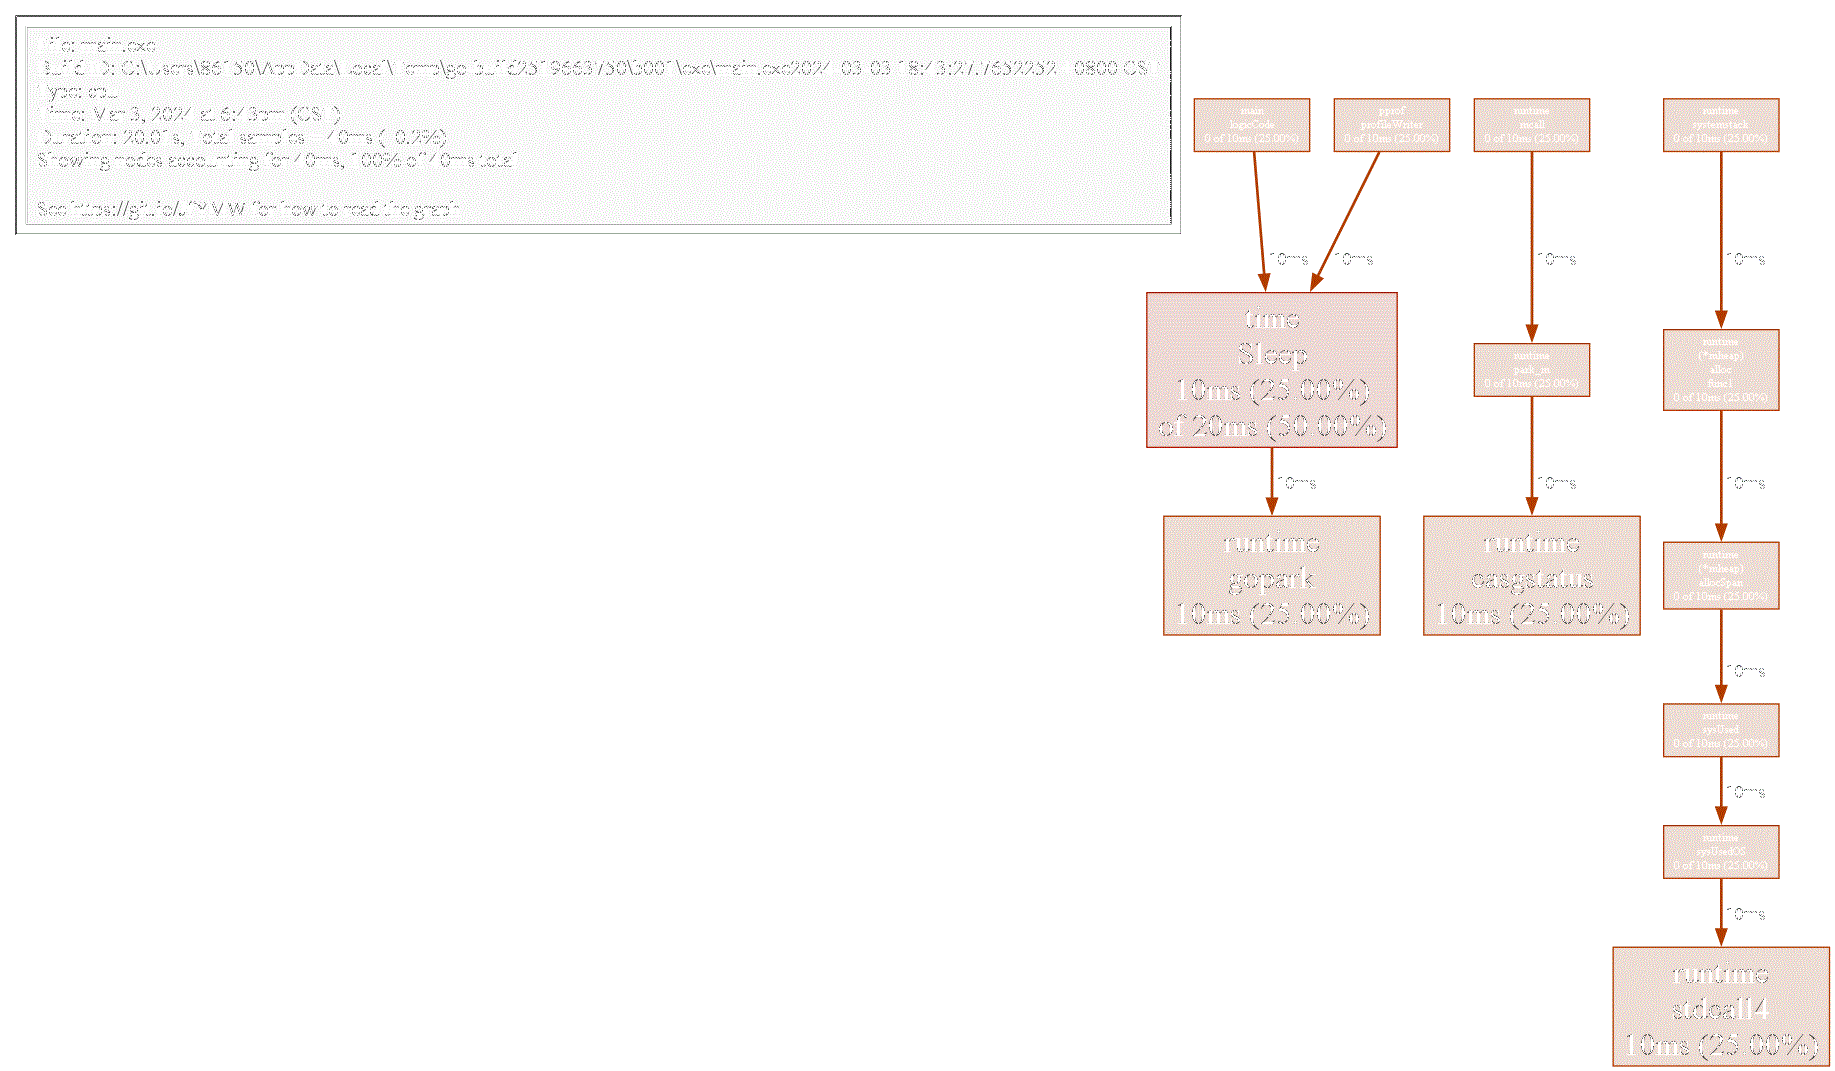 File: main.exe
Build ID: C:\Users\86150\AppData\Local\Temp\go-build2519663750\b001\exe\main.exe2024-03-03 18:43:27.7652252 +0800 CST
Type: cpu
Time: Mar 3, 2024 at 6:43pm (CST)
Duration: 20.01s, Total samples = 40ms ( 0.2%)
Showing nodes accounting for 40ms, 100% of 40ms total
See https://git.io/JfYMW for how to read the graph
main
logicCode
0 of 10ms (25.00%)
pprof
profileWriter
0 of 10ms (25.00%)
runtime
mcall
0 of 10ms (25.00%)
runtime
systemstack
0 of 10ms (25.00%)
10ms
10ms
10ms
10ms
time
Sleep
10ms (25.00%)
of 20ms (50.00%)
runtime
park_m
0 of 10ms (25.00%)
runtime
(*mheap)
alloc
func1
0 of 10ms (25.00%)
10ms
10ms
10ms
runtime
gopark
10ms (25.00%)
runtime
casgstatus
10ms (25.00%)
runtime
(*mheap)
allocSpan
0 of 10ms (25.00%)
10ms
runtime
sysUsed
0 of 10ms (25.00%)
10ms
runtime
sysUsedOS
0 of 10ms (25.00%)
10ms
runtime
stdcall4
10ms (25.00%)